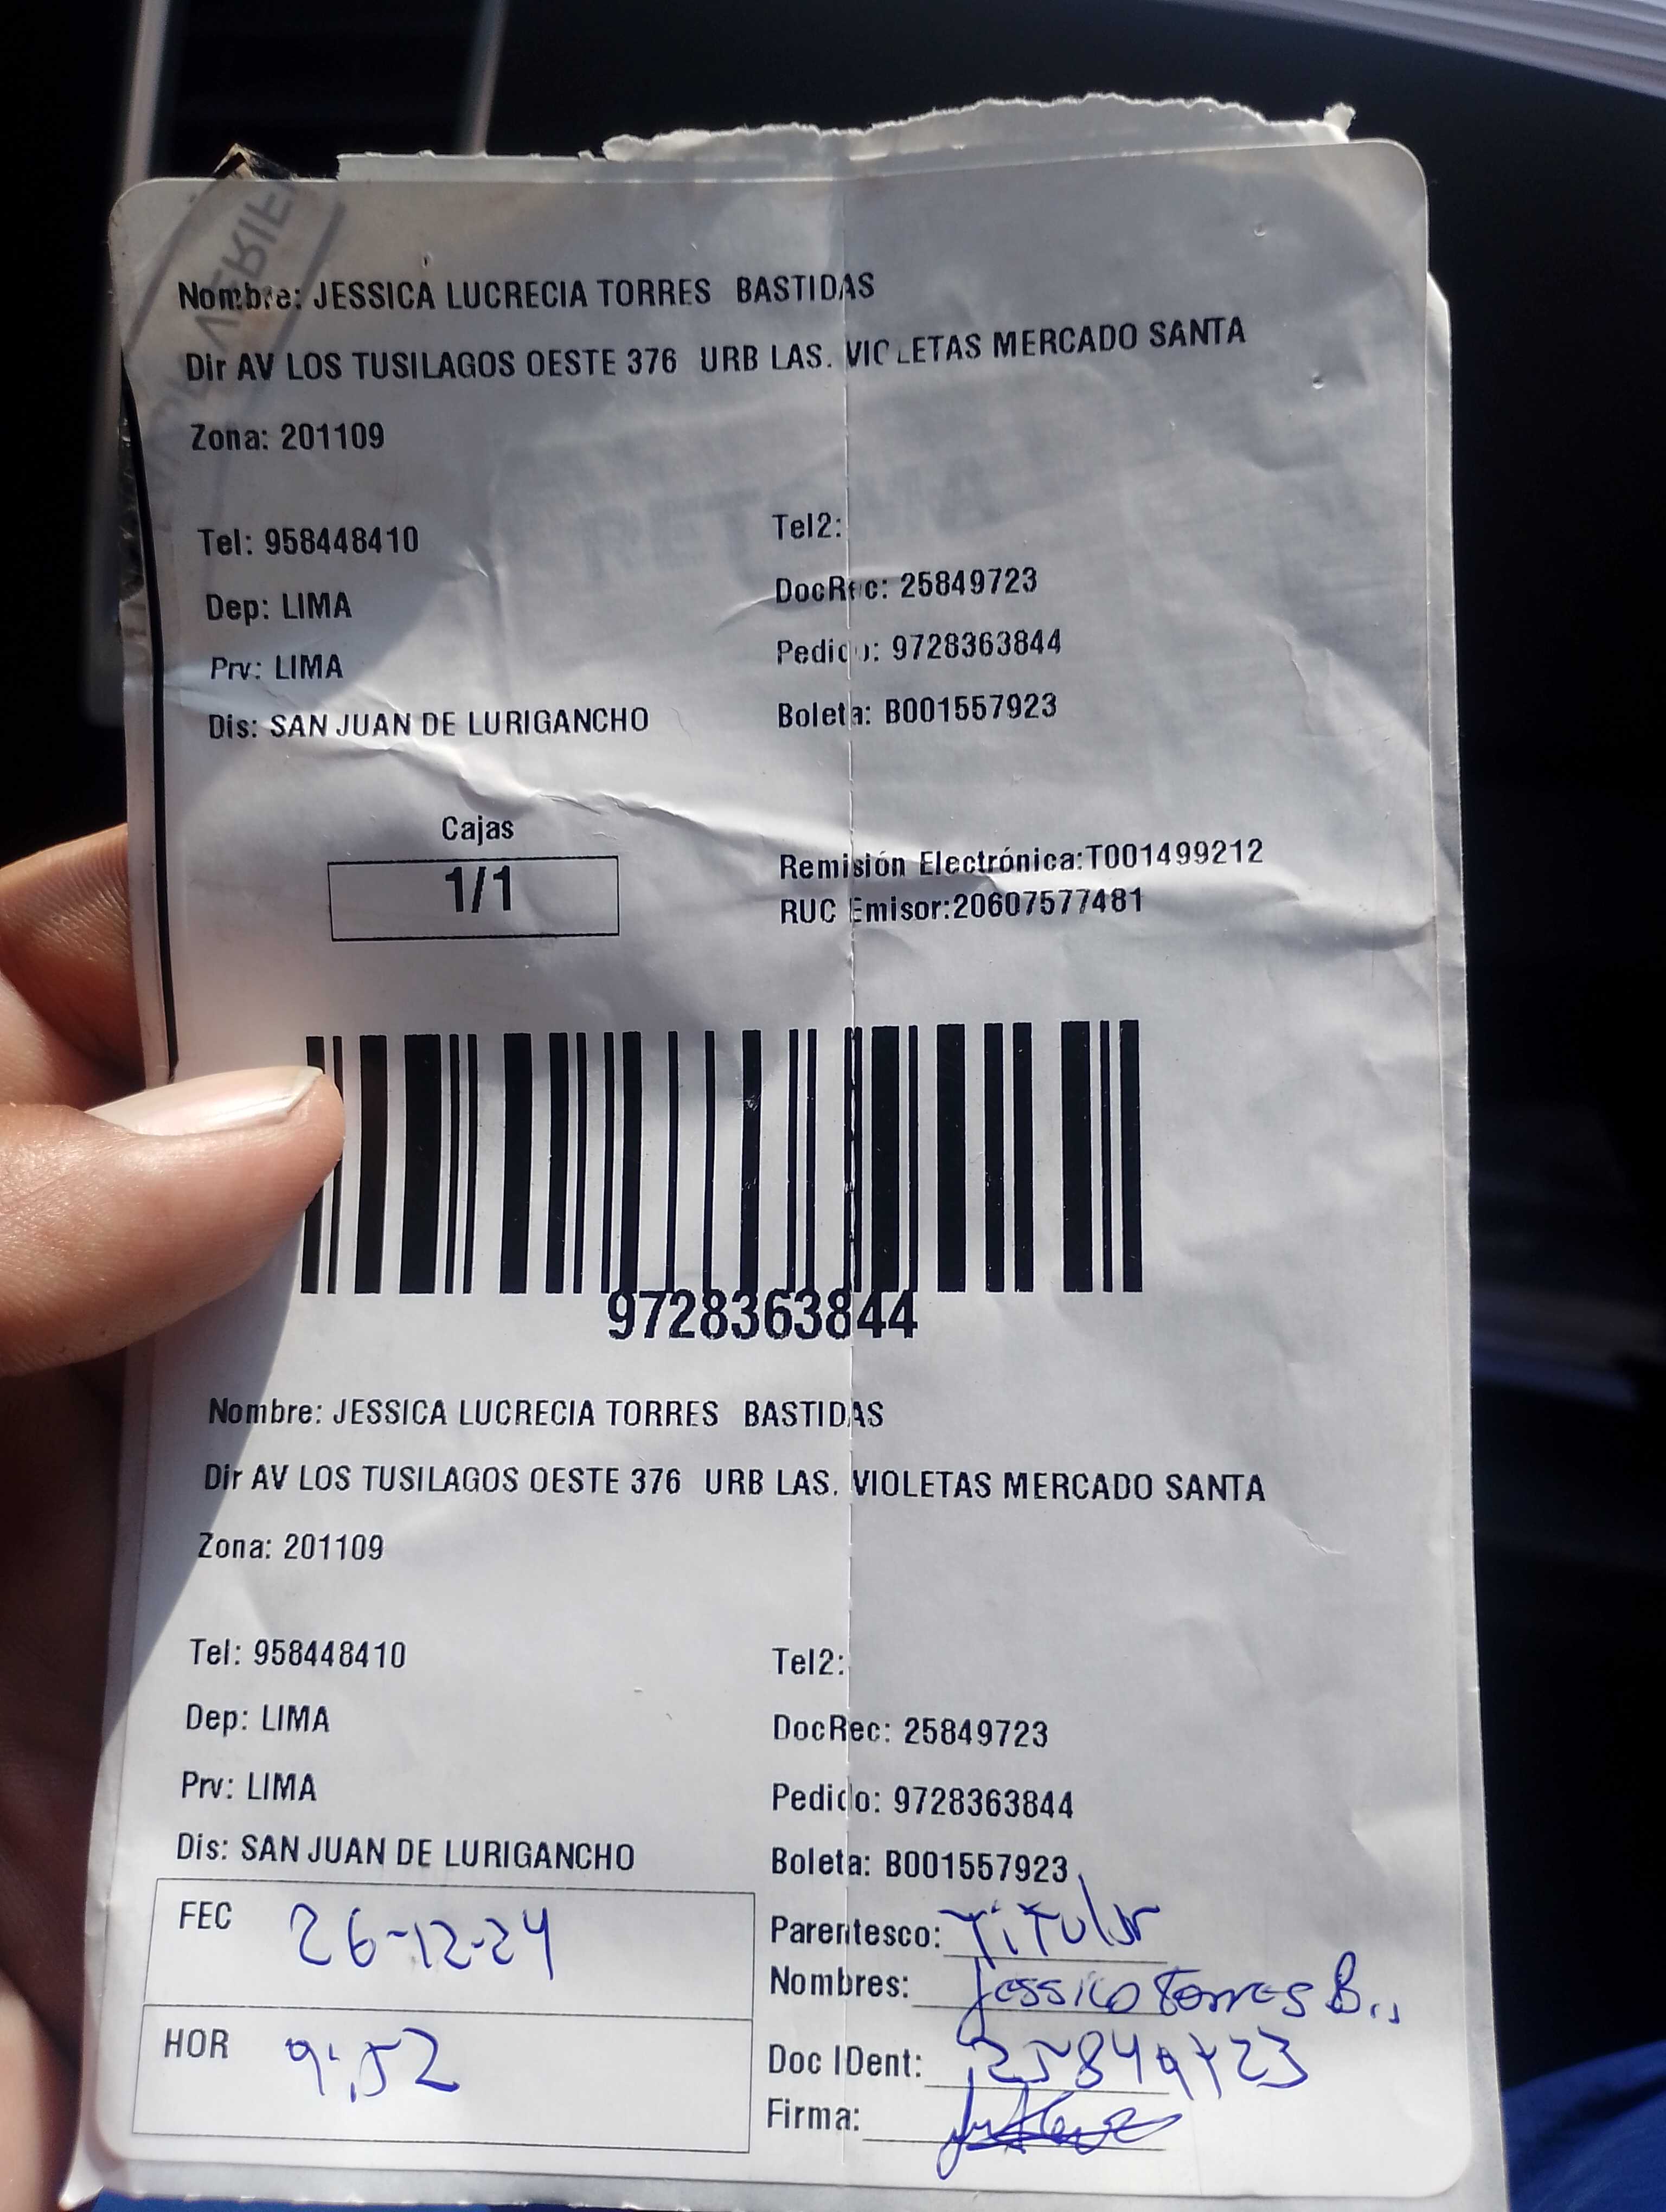 Nombre: JESSICA LUCRECIA TORRES BASTIDAS
Dir AV LOS TUSILAGOS OESTE 376 URB LAS. VIOLETAS MERCADO SANTA
Zona: 201109
Tel: 958448410 Tel2:
Dep: LIMA DocRec: 25849723
Prv: LIMA Pedido: 9728363844
Dis: SAN JUAN DE LURIGANCHO Boleta: B001557923
Cajas
1/1
Remisión Electrónica:T001499212
RUC Emisor:20607577481
9728363844
Nombre: JESSICA LUCRECIA TORRES BASTIDAS
Dir AV LOS TUSILAGOS OESTE 376 URB LAS. VIOLETAS MERCADO SANTA
Zona: 201109
Tel: 958448410 Tel2:
Dep: LIMA DocRec: 25849723
Prv: LIMA Pedido: 9728363844
Dis: SAN JUAN DE LURIGANCHO Boleta: B001557923
FEC 26-12-24
HOR 9:52
Parentesco: Titular
Nombres: Jessica Torres B..
Doc IDent: 25849723
Firma: